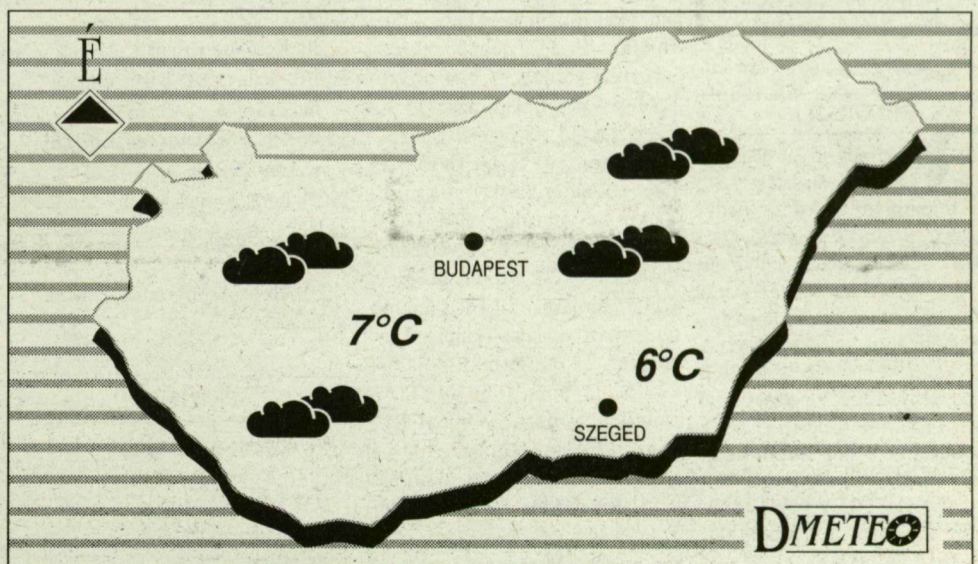 É
BUDAPEST
7°C
6°C
SZEGED
DMETEO